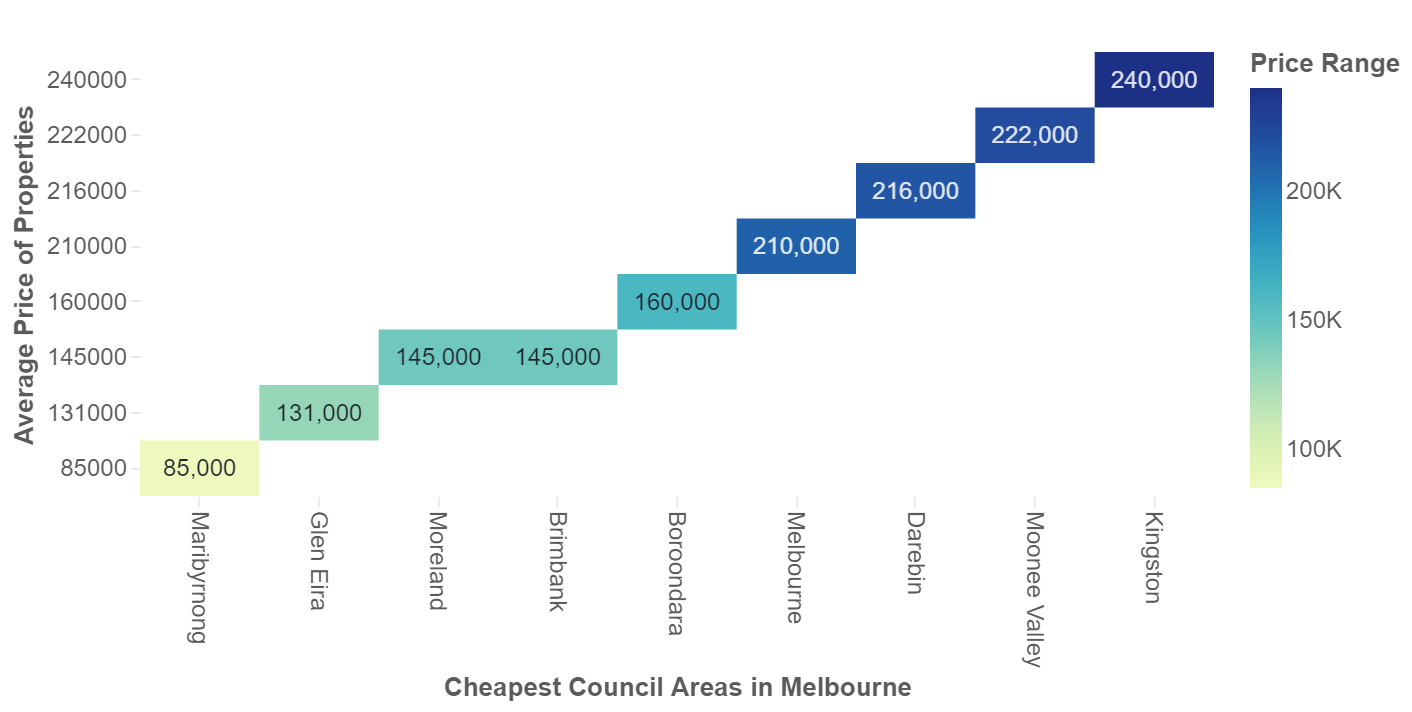 Price Range
240000
222000
216000
210000
160000
145000
131000
85000
Average Price of Properties
240,000
222,000
216,000
210,000
160,000
145,000 145,000
131,000
85,000
200K
150K
100K
Maribyrnong
Glen Eira
Moreland
Brimbank
Boroondara
Melbourne
Darebin
Moonee Valley
Kingston
Cheapest Council Areas in Melbourne